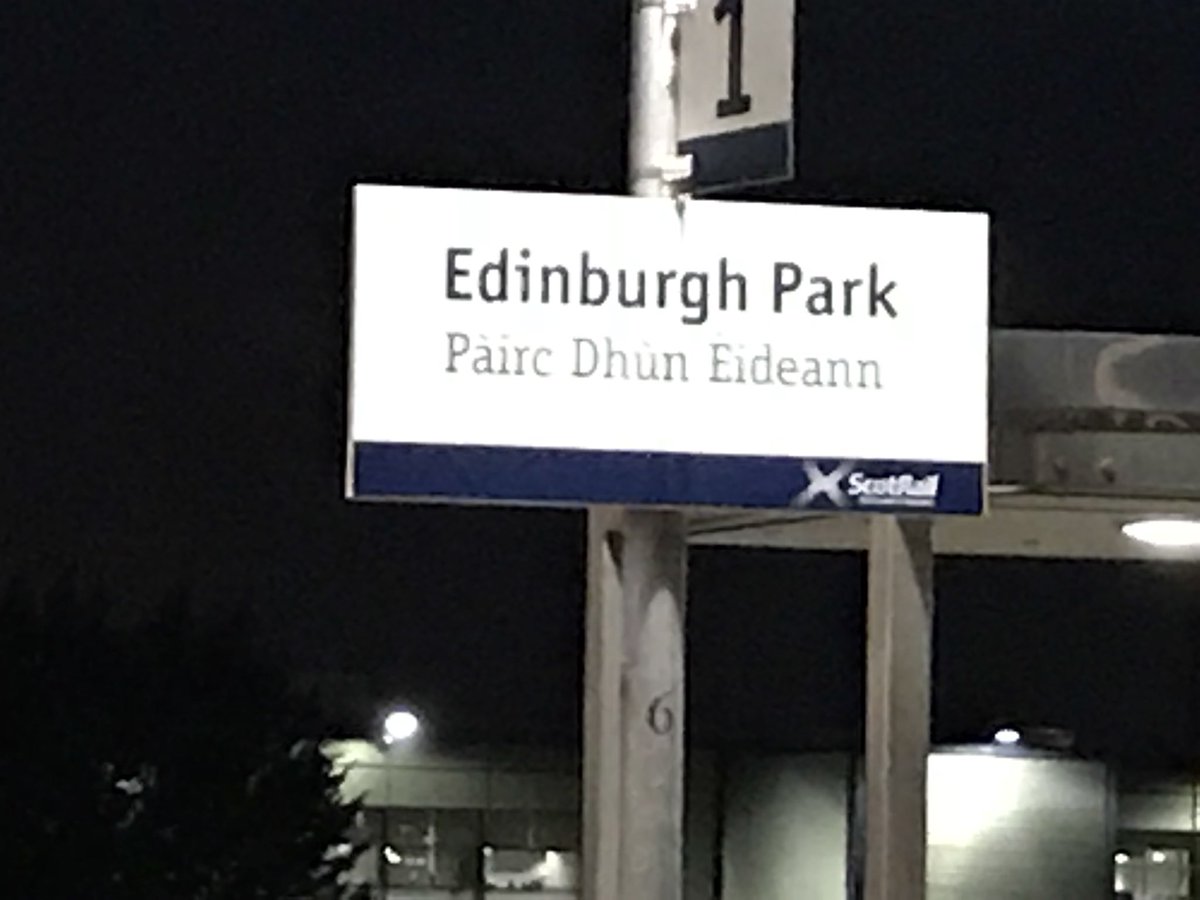 1
Edinburgh Park
Pàirc Dhùn Èideann
ScotRail
6